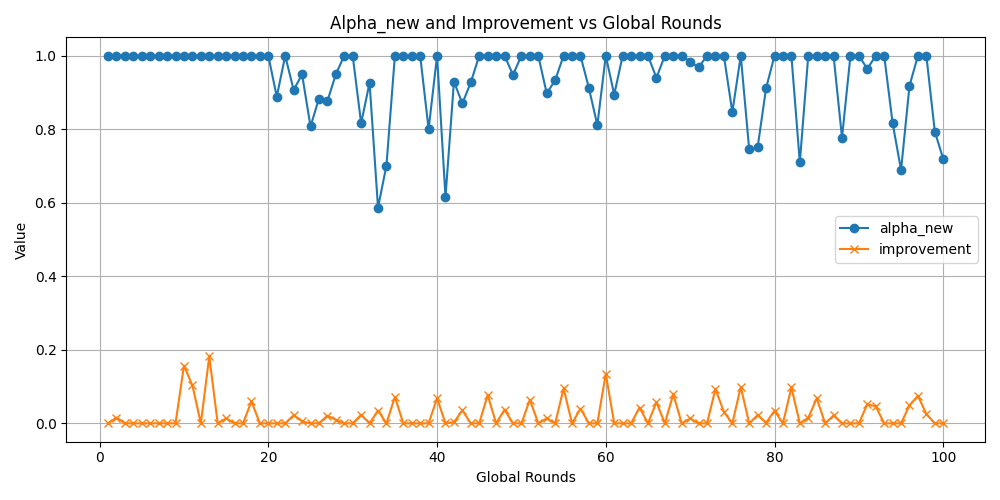 Alpha_new and Improvement vs Global Rounds
Value
1.0
0.8
0.6
0.4
0.2
0.0
alpha_new
improvement
0 20 40 60 80 100
Global Rounds